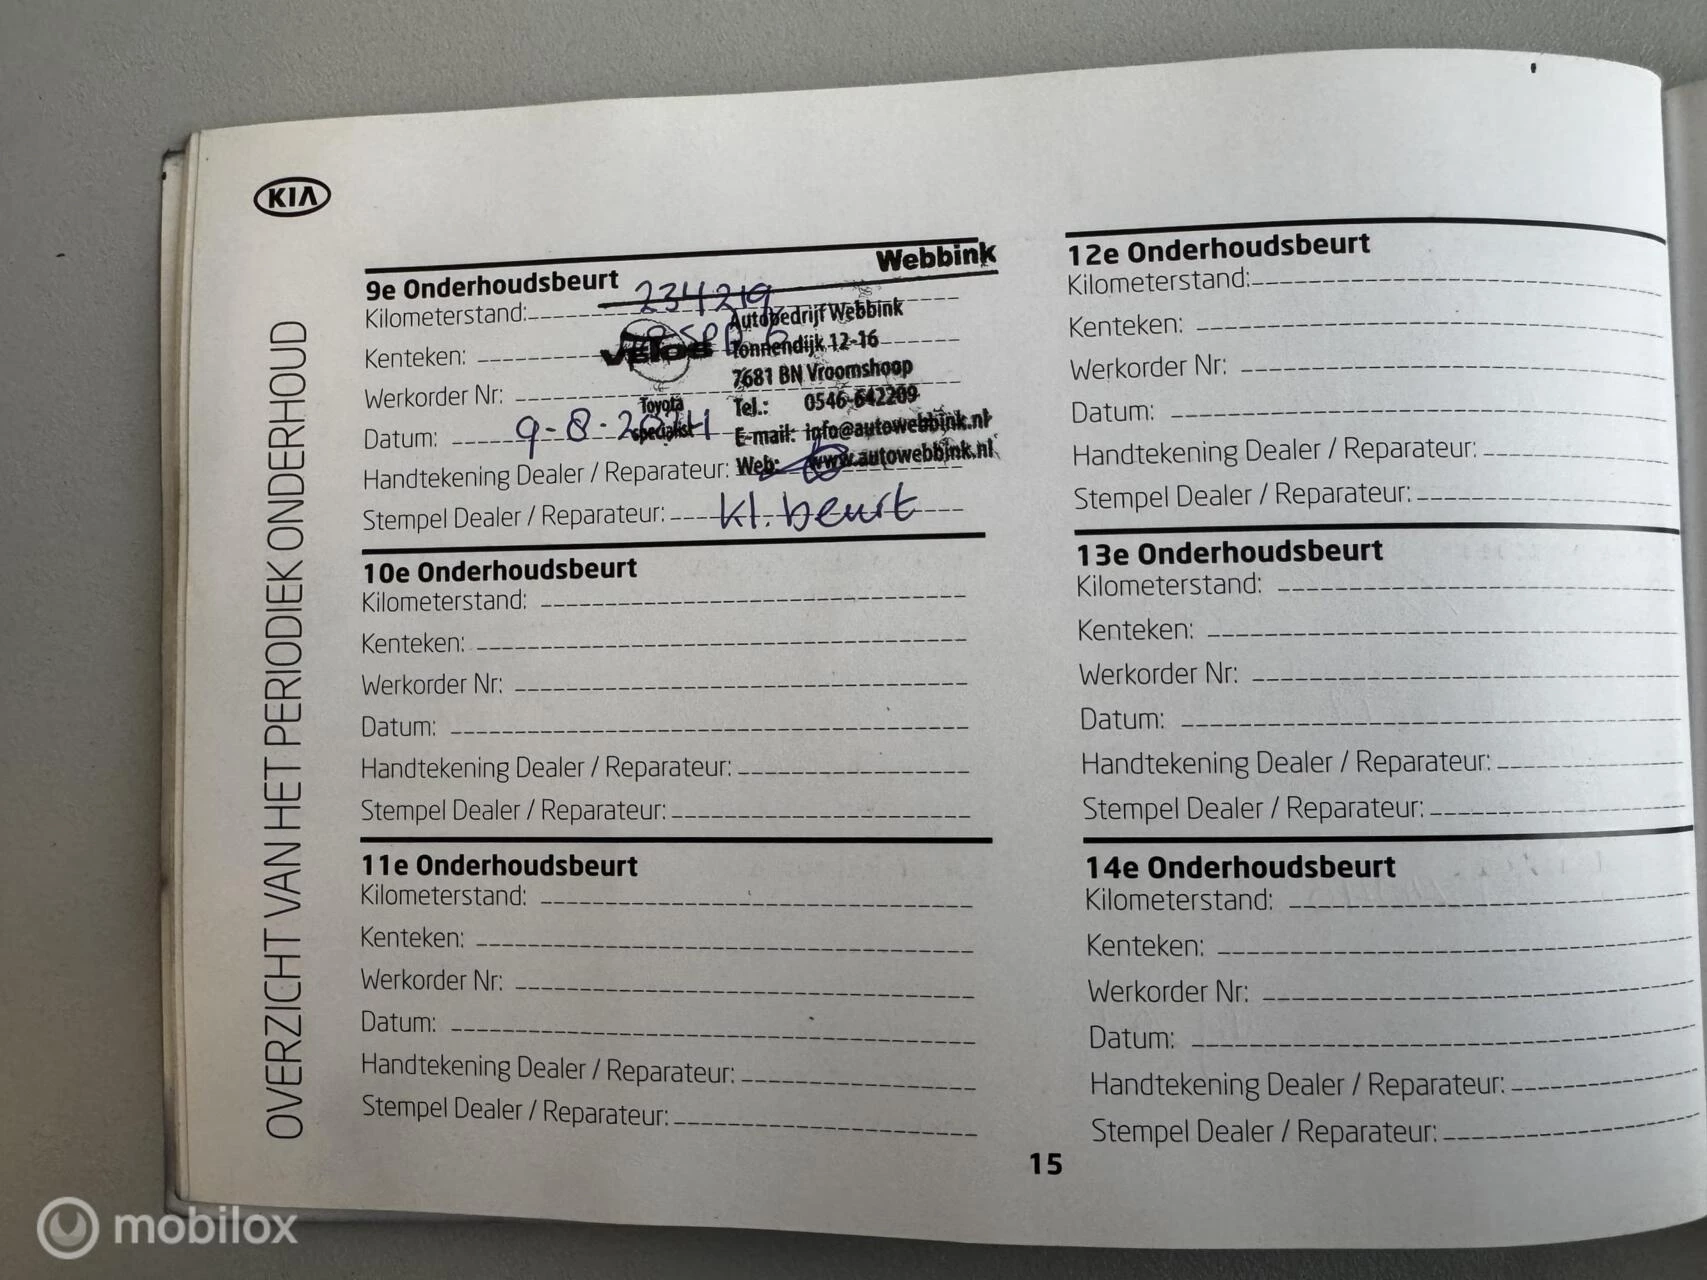 KIA
OVERZICHT VAN HET PERIODIEK ONDERHOUD
9e Onderhoudsbeurt
Webbink
Kilometerstand: 234219
Autobedrijf Webbink
Kenteken:
Vetos Tonnendijk 12-16
7681 BN Vroomshoop
Werkorder Nr:
Toyota specialist
Tel.: 0546-642209
Datum: 9-8-2024
E-mail: info@autowebbink.nl
Handtekening Dealer / Reparateur:
Web: www.autowebbink.nl
Stempel Dealer / Reparateur: kl. beurt
10e Onderhoudsbeurt
Kilometerstand:
Kenteken:
Werkorder Nr:
Datum:
Handtekening Dealer / Reparateur:
Stempel Dealer / Reparateur:
11e Onderhoudsbeurt
Kilometerstand:
Kenteken:
Werkorder Nr:
Datum:
Handtekening Dealer / Reparateur:
Stempel Dealer / Reparateur:
12e Onderhoudsbeurt
Kilometerstand:
Kenteken:
Werkorder Nr:
Datum:
Handtekening Dealer / Reparateur:
Stempel Dealer / Reparateur:
13e Onderhoudsbeurt
Kilometerstand:
Kenteken:
Werkorder Nr:
Datum:
Handtekening Dealer / Reparateur:
Stempel Dealer / Reparateur:
14e Onderhoudsbeurt
Kilometerstand:
Kenteken:
Werkorder Nr:
Datum:
Handtekening Dealer / Reparateur:
Stempel Dealer / Reparateur:
15
mobilox